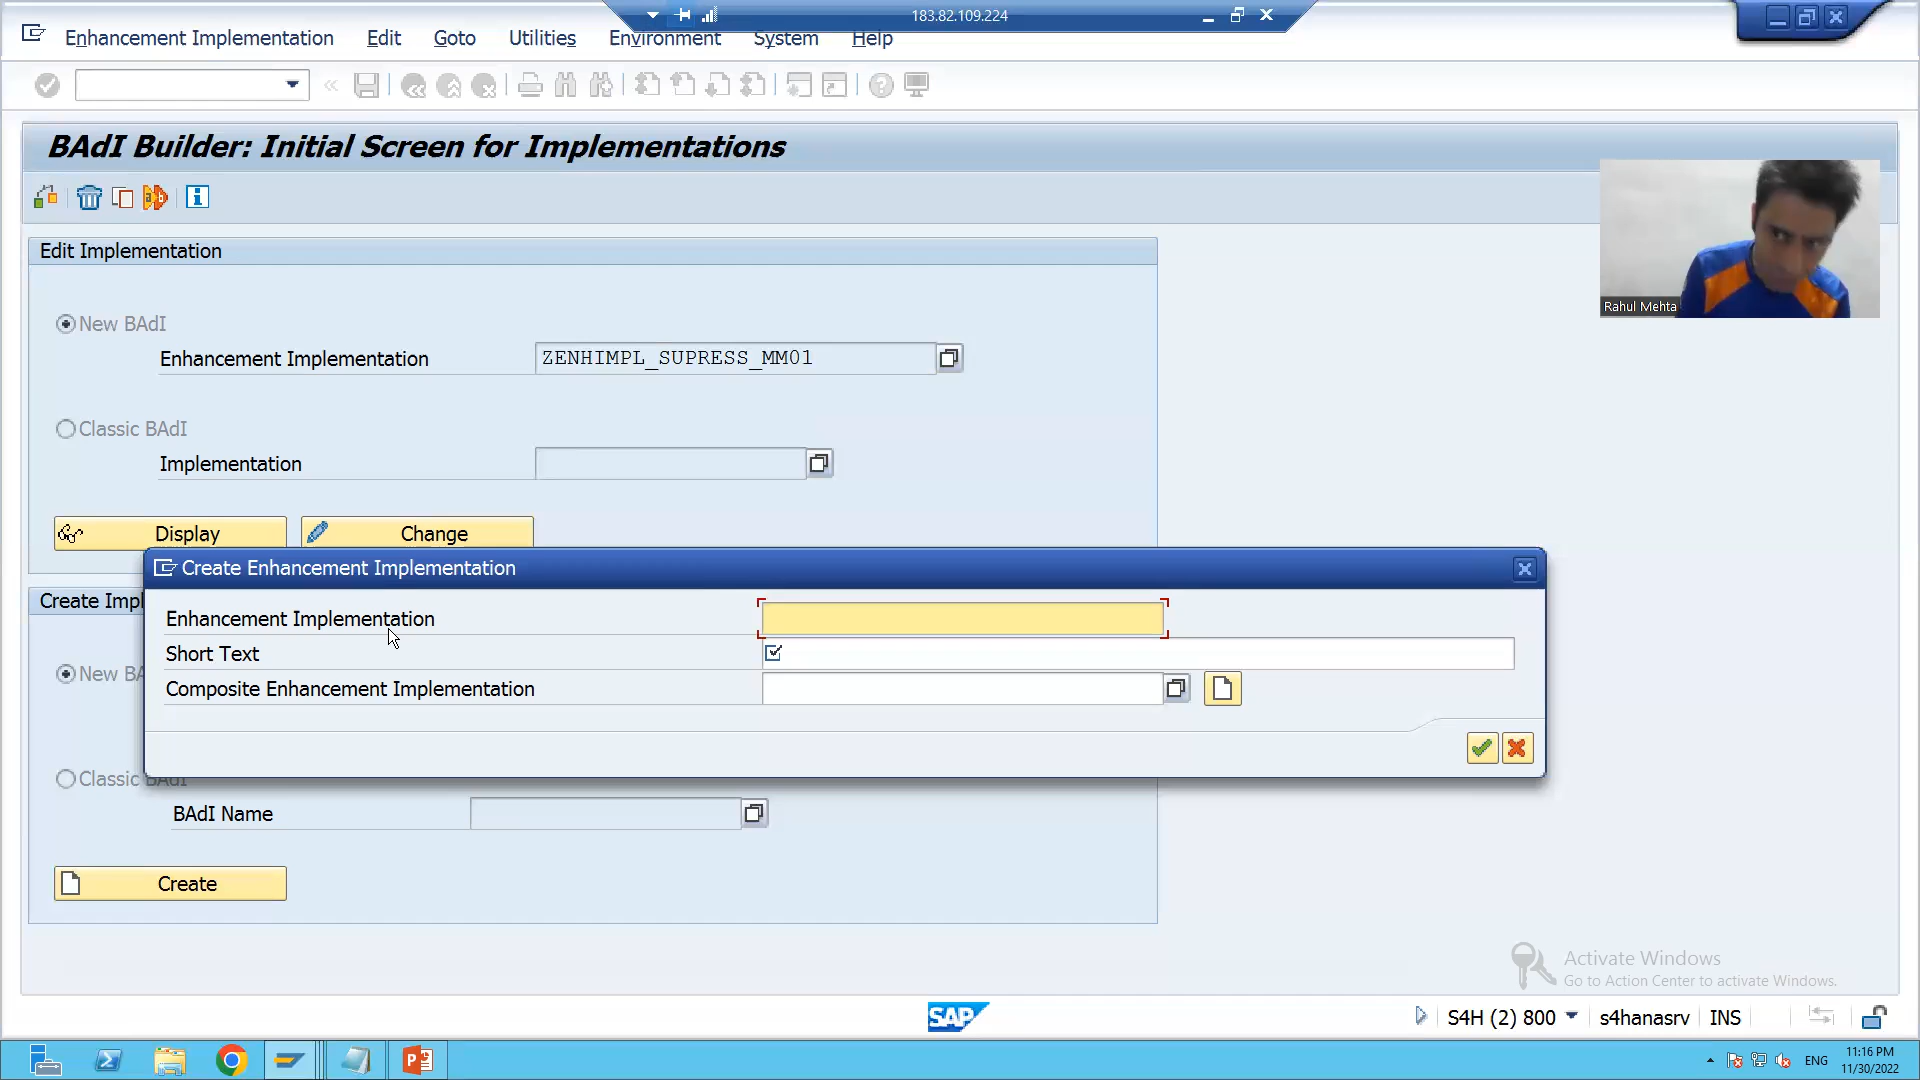 183.82.109.224
Enhancement Implementation Edit Goto Utilities Environment System Help
BAdI Builder: Initial Screen for Implementations
Edit Implementation
New BAdI
Enhancement Implementation ZENHIMPL_SUPRESS_MM01
Classic BAdI
Implementation
Display Change
Create Enhancement Implementation
Create Impl
Enhancement Implementation
Short Text
New BA
Composite Enhancement Implementation
Classic BAdI
BAdI Name
Create
Rahul Mehta
Activate Windows
Go to Action Center to activate Windows.
SAP
S4H (2) 800 s4hanasrv INS
ENG
11:16 PM
11/30/2022